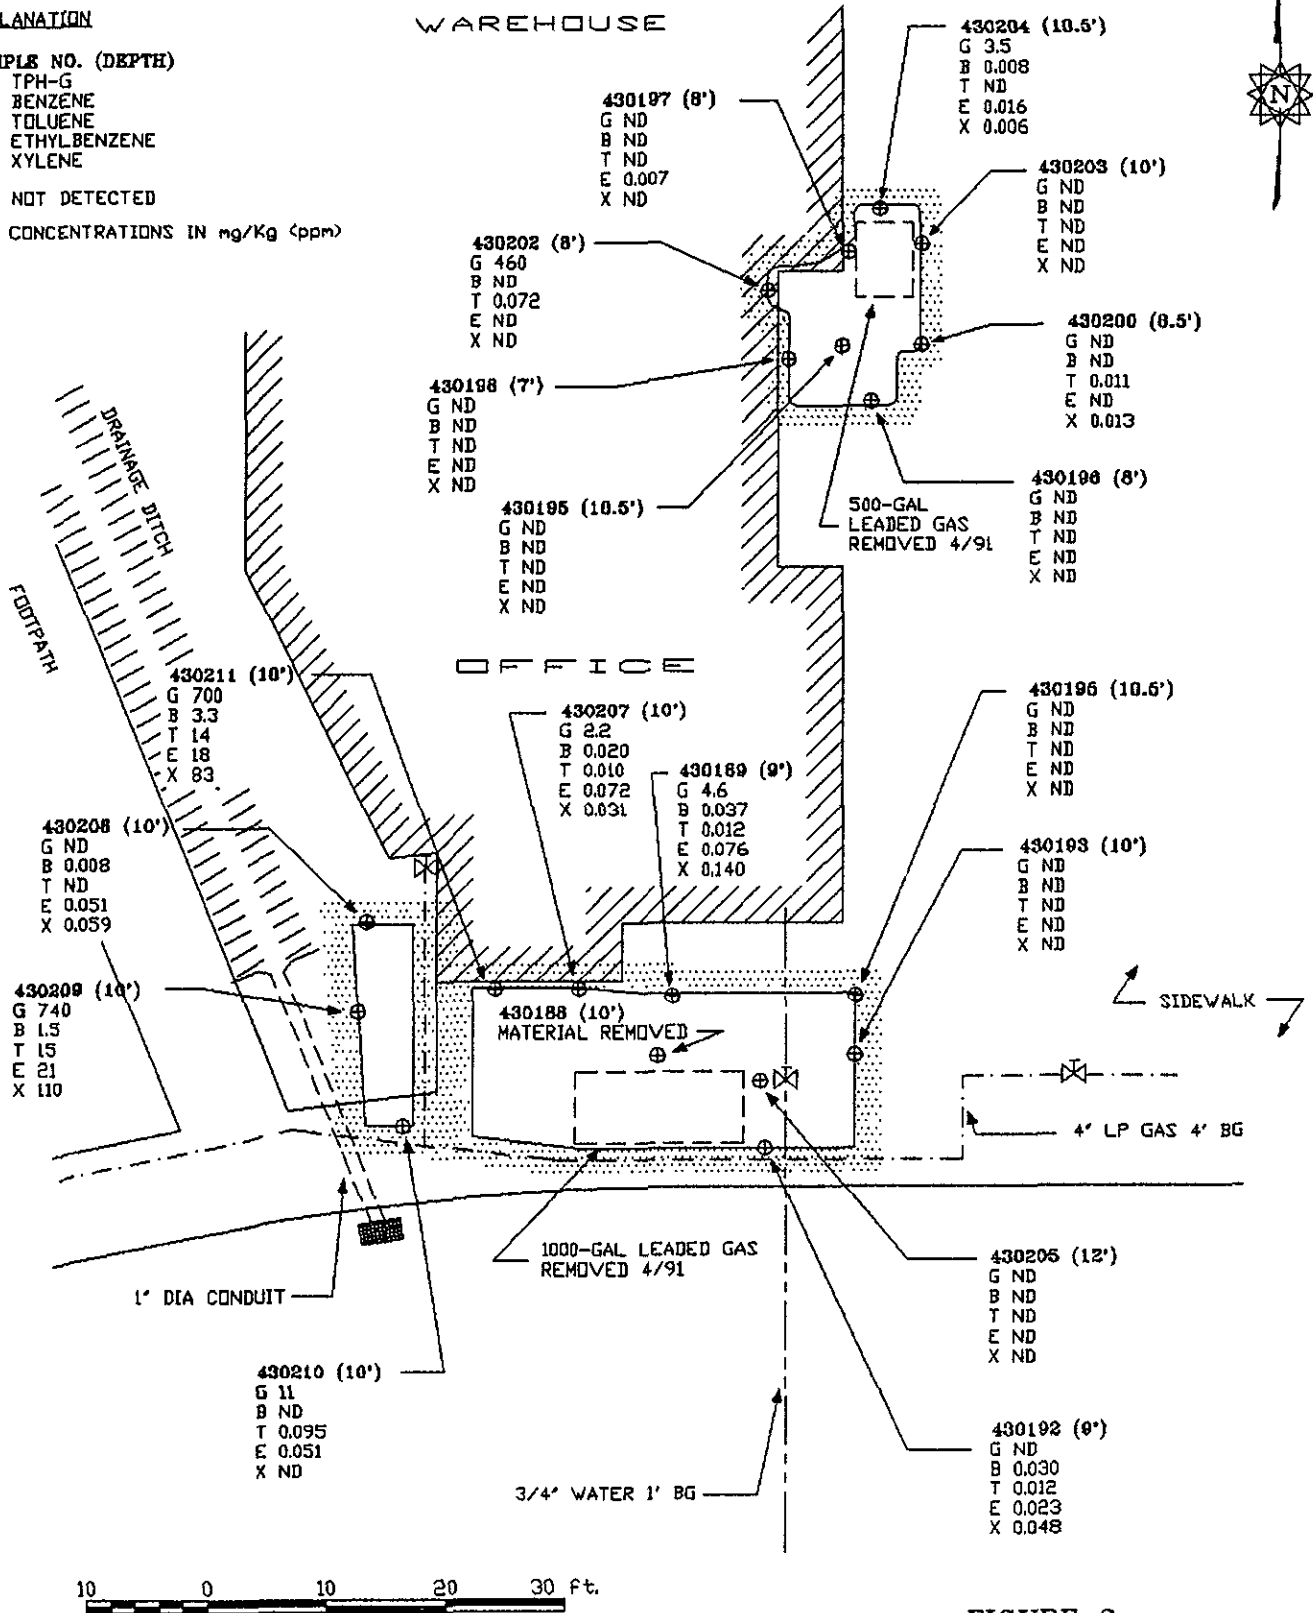 LANATION
MPLE NO. (DEPTH)
TPH-G
BENZENE
TOLUENE
ETHYLBENZENE
XYLENE
NOT DETECTED
CONCENTRATIONS IN mg/Kg (ppm)
WAREHOUSE
N
430204 (10.5')
G 3.5
B 0.008
T ND
E 0.016
X 0.006
430197 (8')
G ND
B ND
T ND
E 0.007
X ND
430203 (10')
G ND
B ND
T ND
E ND
X ND
430202 (8')
G 460
B ND
T 0.072
E ND
X ND
430200 (8.5')
G ND
B ND
T 0.011
E ND
X 0.013
430198 (7')
G ND
B ND
T ND
E ND
X ND
430196 (8')
G ND
B ND
T ND
E ND
X ND
430195 (10.5')
G ND
B ND
T ND
E ND
X ND
500-GAL
LEADED GAS
REMOVED 4/91
DRAINAGE DITCH
FOOTPATH
OFFICE
430211 (10')
G 700
B 3.3
T 14
E 18
X 83
430207 (10')
G 2.2
B 0.020
T 0.010
E 0.072
X 0.031
430189 (9')
G 4.6
B 0.037
T 0.012
E 0.076
X 0.140
430195 (10.5')
G ND
B ND
T ND
E ND
X ND
430208 (10')
G ND
B 0.008
T ND
E 0.051
X 0.059
430193 (10')
G ND
B ND
T ND
E ND
X ND
430209 (10')
G 740
B 1.5
T 15
E 21
X 110
430188 (10')
MATERIAL REMOVED
SIDEWALK
4" LP GAS 4' BG
1000-GAL LEADED GAS
REMOVED 4/91
1" DIA CONDUIT
430205 (12')
G ND
B ND
T ND
E ND
X ND
430210 (10')
G 11
B ND
T 0.095
E 0.051
X ND
430192 (9')
G ND
B 0.030
T 0.012
E 0.023
X 0.048
3/4" WATER 1' BG
10 0 10 20 30 ft.